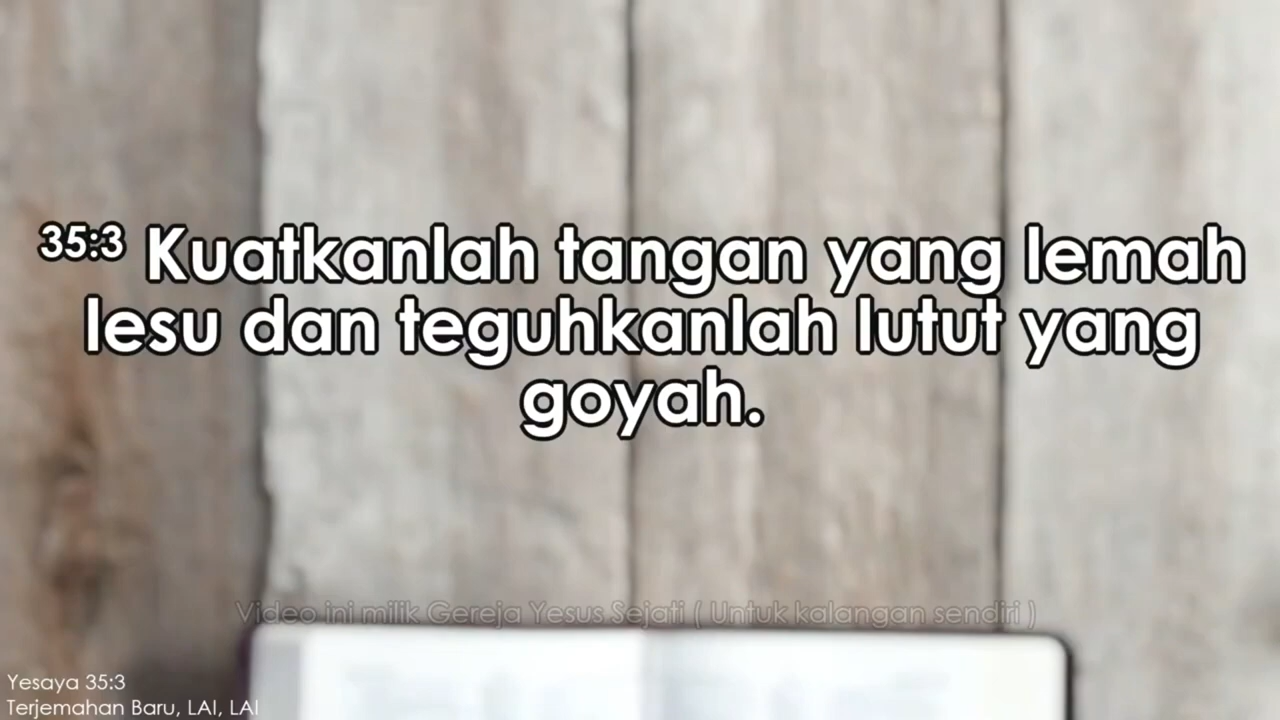 35:3 Kuatkanlah tangan yang lemah
lesu dan teguhkanlah lutut yang
goyah.
Video ini milik Gereja Yesus Sejati ( Untuk kalangan sendiri )
Yesaya 35:3
Terjemahan Baru, LAI, LAI